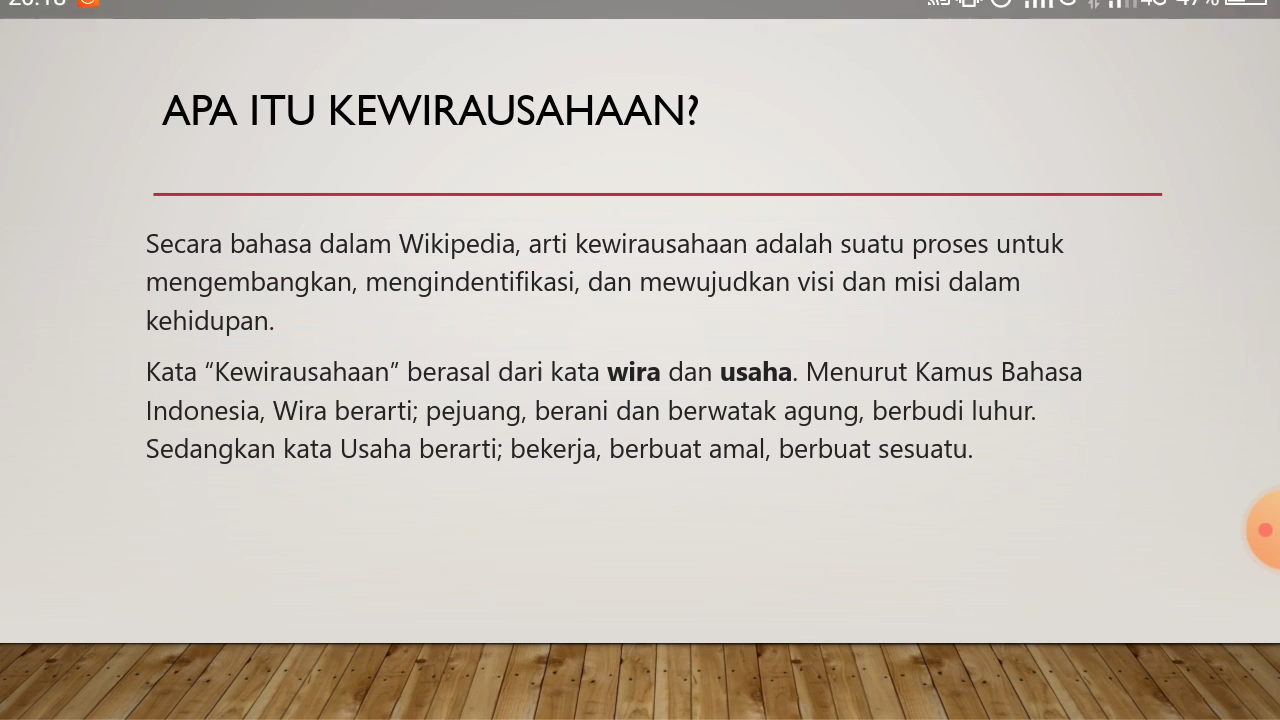 APA ITU KEWIRAUSAHAAN?
Secara bahasa dalam Wikipedia, arti kewirausahaan adalah suatu proses untuk
mengembangkan, mengindentifikasi, dan mewujudkan visi dan misi dalam
kehidupan.
Kata “Kewirausahaan” berasal dari kata wira dan usaha. Menurut Kamus Bahasa
Indonesia, Wira berarti; pejuang, berani dan berwatak agung, berbudi luhur.
Sedangkan kata Usaha berarti; bekerja, berbuat amal, berbuat sesuatu.